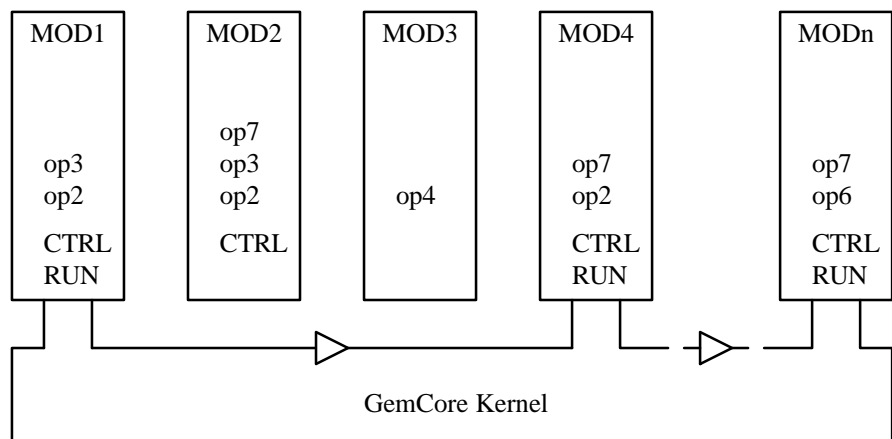 MOD1 MOD2 MOD3 MOD4 MODn
op7
op3 op3 op7 op7
op2 op2 op4 op2 op6
CTRL CTRL CTRL CTRL
RUN RUN RUN
GemCore Kernel